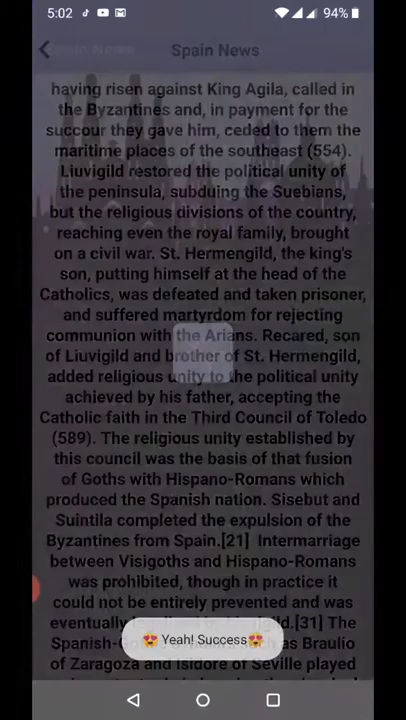 5:02
94%
Spain News
having risen against King Agila, called in
the Byzantines and, in payment for the
succour they gave him, ceded to them the
maritime places of the southeast (554).
Liuvigild restored the political unity of
the peninsula, subduing the Suebians,
but the religious divisions of the country,
reaching even the royal family, brought
on a civil war. St. Hermengild, the king's
son, putting himself at the head of the
Catholics, was defeated and taken prisoner,
and suffered martyrdom for rejecting
communion with the Arians. Recared, son
of Liuvigild and brother of St. Hermengild,
added religious unity to the political unity
achieved by his father, accepting the
Catholic faith in the Third Council of Toledo
(589). The religious unity established by
this council was the basis of that fusion
of Goths with Hispano-Romans which
produced the Spanish nation. Sisebut and
Suintila completed the expulsion of the
Byzantines from Spain.[21] Intermarriage
between Visigoths and Hispano-Romans
was prohibited, though in practice it
could not be entirely prevented and was
eventually
The
😍 Yeah! Success😍
as Braulio
of Zaragoza and Isidore of Seville played